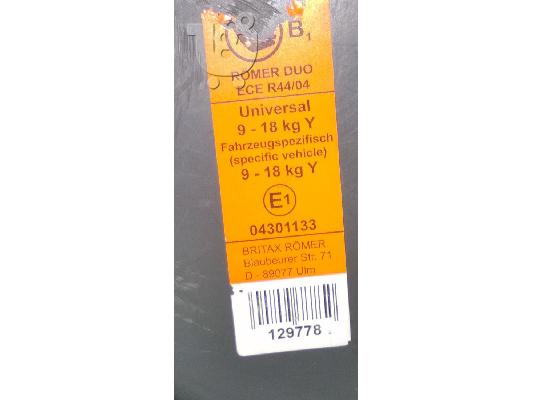 B1
RÖMER DUO
ECE R44/04
Universal
9 - 18 kg Y
Fahrzeugspezifisch
(specific vehicle)
9 - 18 kg Y
E1
04301133
BRITAX RÖMER
Blaubeurer Str. 71
D - 89077 Ulm
129778